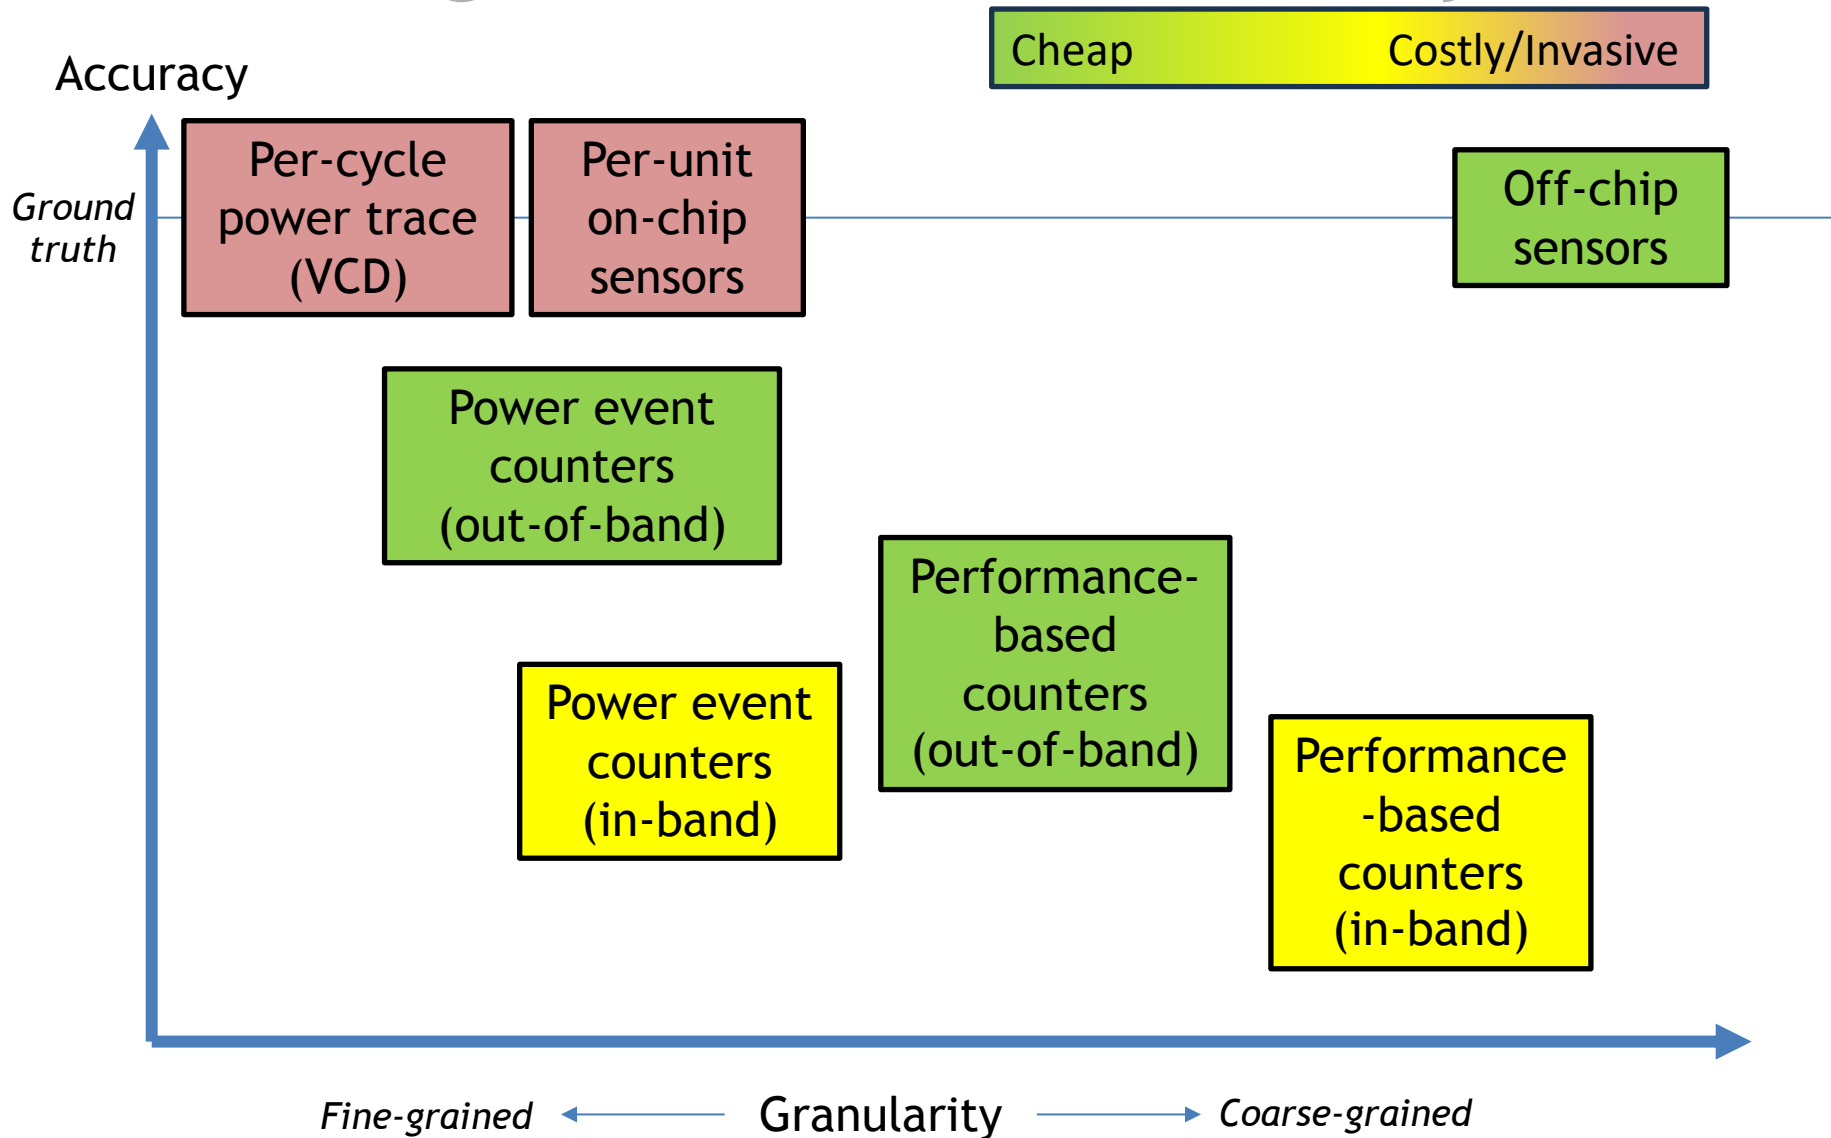 Cheap
Costly/Invasive
Accuracy
Ground
truth
Per-cycle
power trace
(VCD)
Per-unit
on-chip
sensors
Off-chip
sensors
Power event
counters
(out-of-band)
Performance-
based
counters
(out-of-band)
Power event
counters
(in-band)
Performance
-based
counters
(in-band)
Fine-grained
Granularity
Coarse-grained